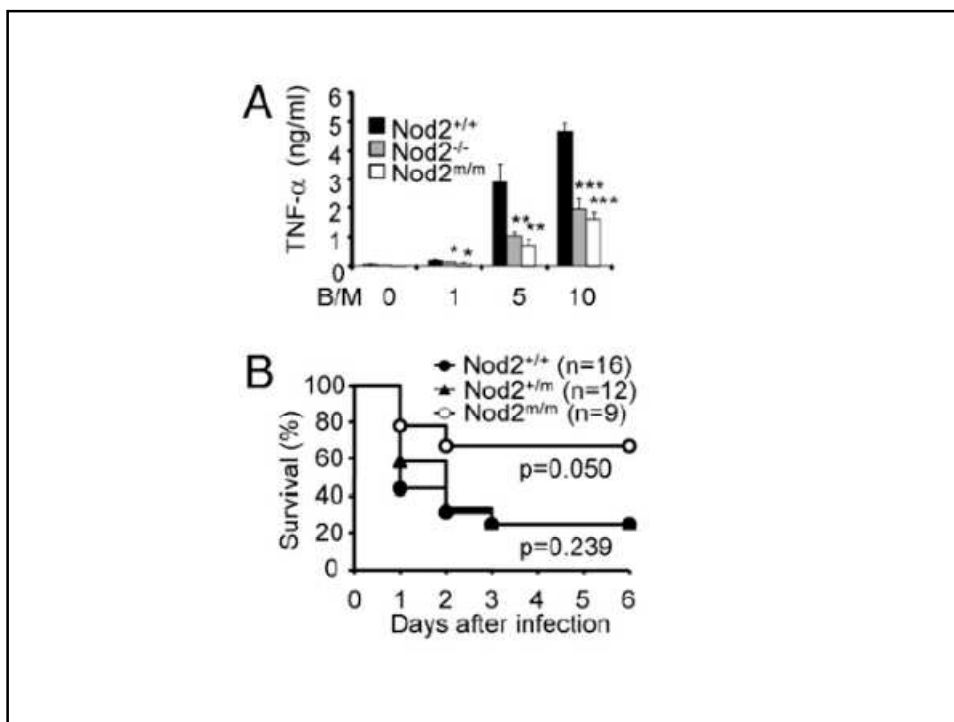 A
TNF-α (ng/ml)
6
5
4
3
2
1
0
Nod2+/+
Nod2-/-
Nod2m/m
* *
** **
*** ***
B/M 0 1 5 10
B
Survival (%)
100
80
60
40
20
0
Nod2+/+ (n=16)
Nod2+/m (n=12)
Nod2m/m (n=9)
p=0.050
p=0.239
0 1 2 3 4 5 6
Days after infection